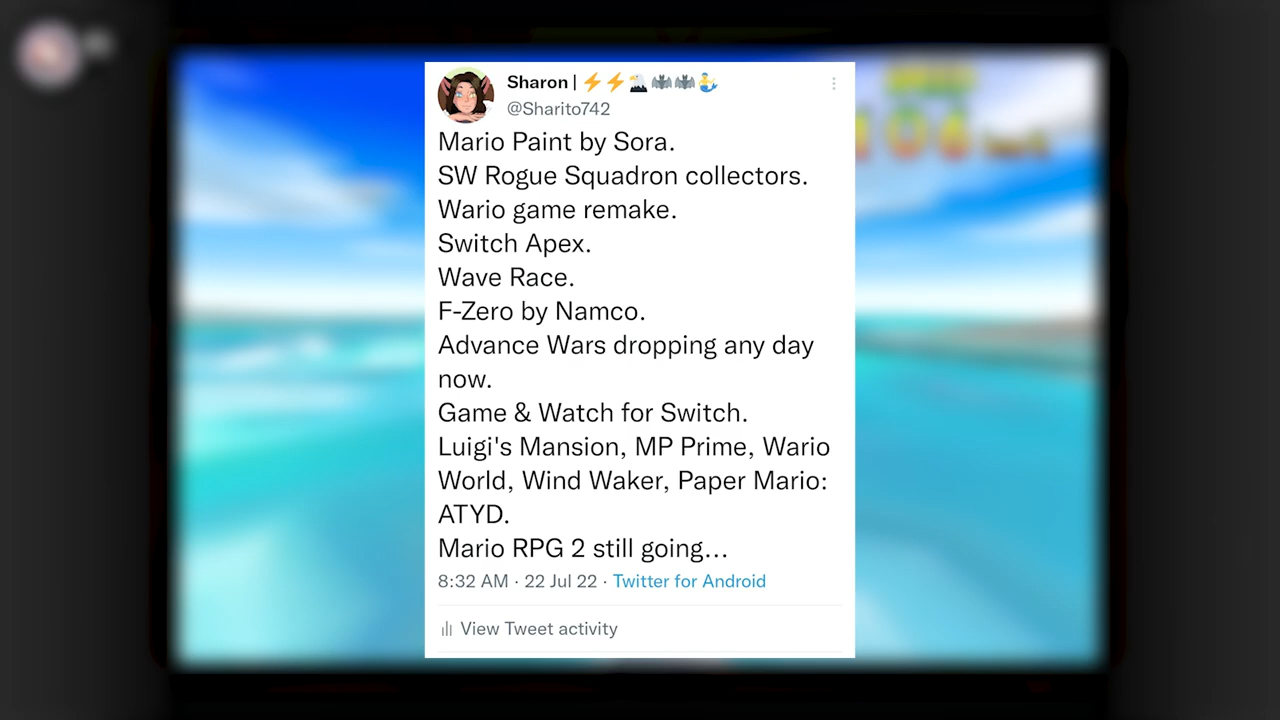 Sharon | ⚡⚡🏔️🦇🦇🧜‍♂️
@Sharito742
Mario Paint by Sora.
SW Rogue Squadron collectors.
Wario game remake.
Switch Apex.
Wave Race.
F-Zero by Namco.
Advance Wars dropping any day
now.
Game & Watch for Switch.
Luigi's Mansion, MP Prime, Wario
World, Wind Waker, Paper Mario:
ATYD.
Mario RPG 2 still going...
8:32 AM · 22 Jul 22 · Twitter for Android
View Tweet activity